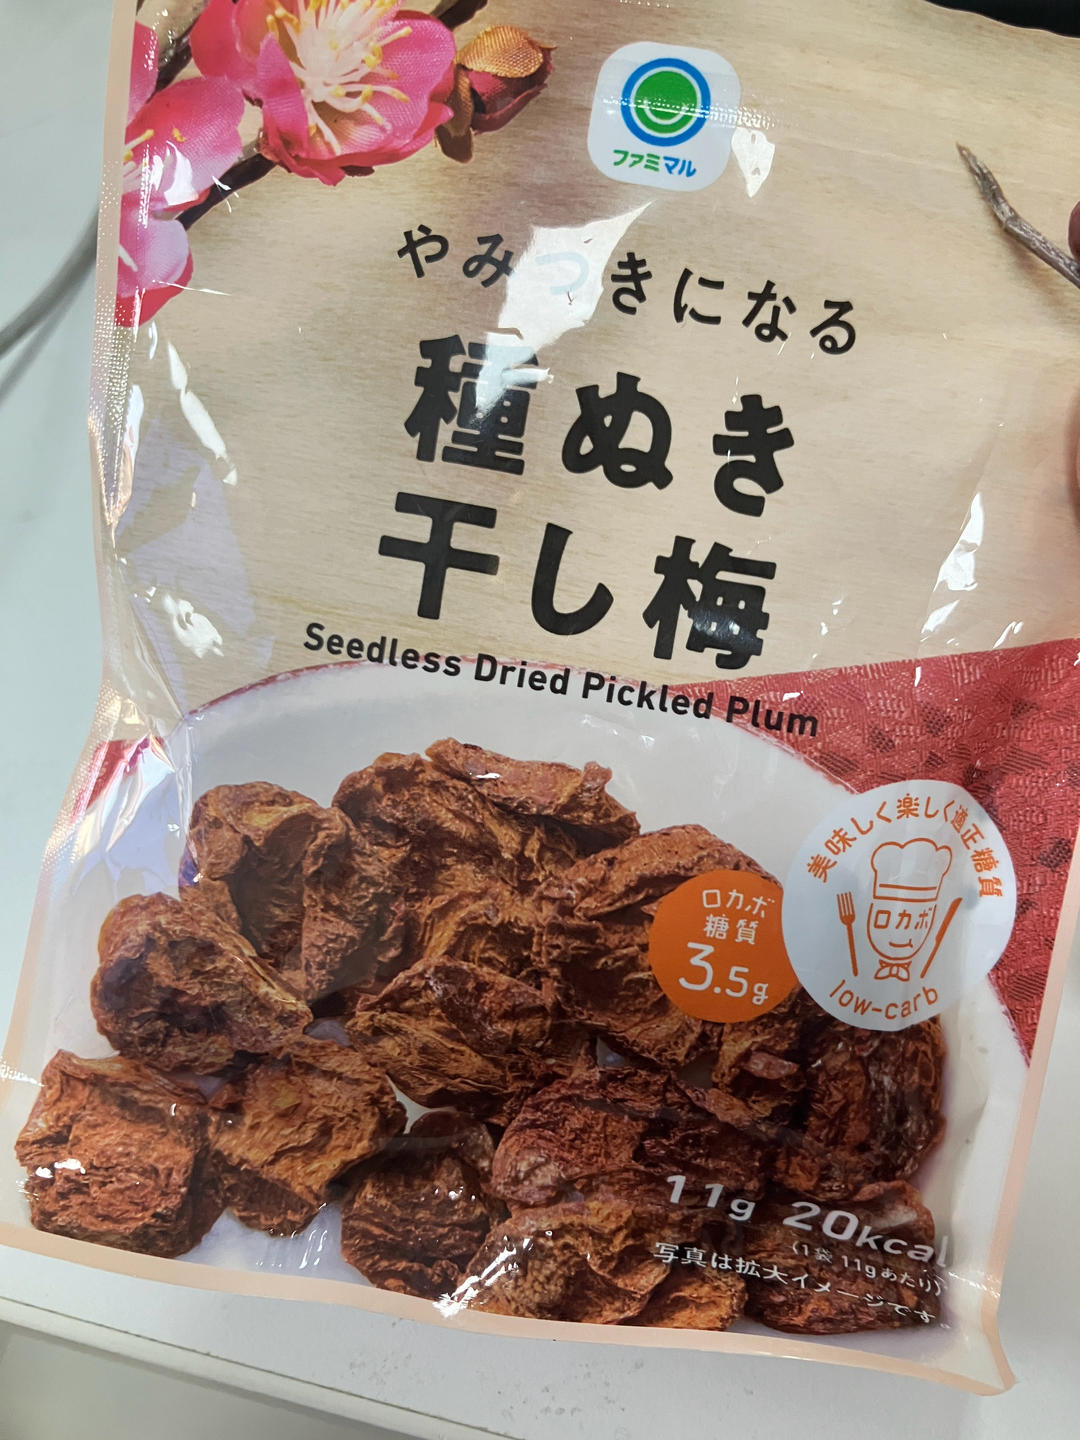 ファミマル
やみつきになる
種ぬき
干し梅
Seedless Dried Pickled Plum
美味しく楽しく適正糖質
ロカボ
low-carb
ロカボ
糖質
3.5g
11g 20kcal
(1袋 11gあたり)
写真は拡大イメージです。